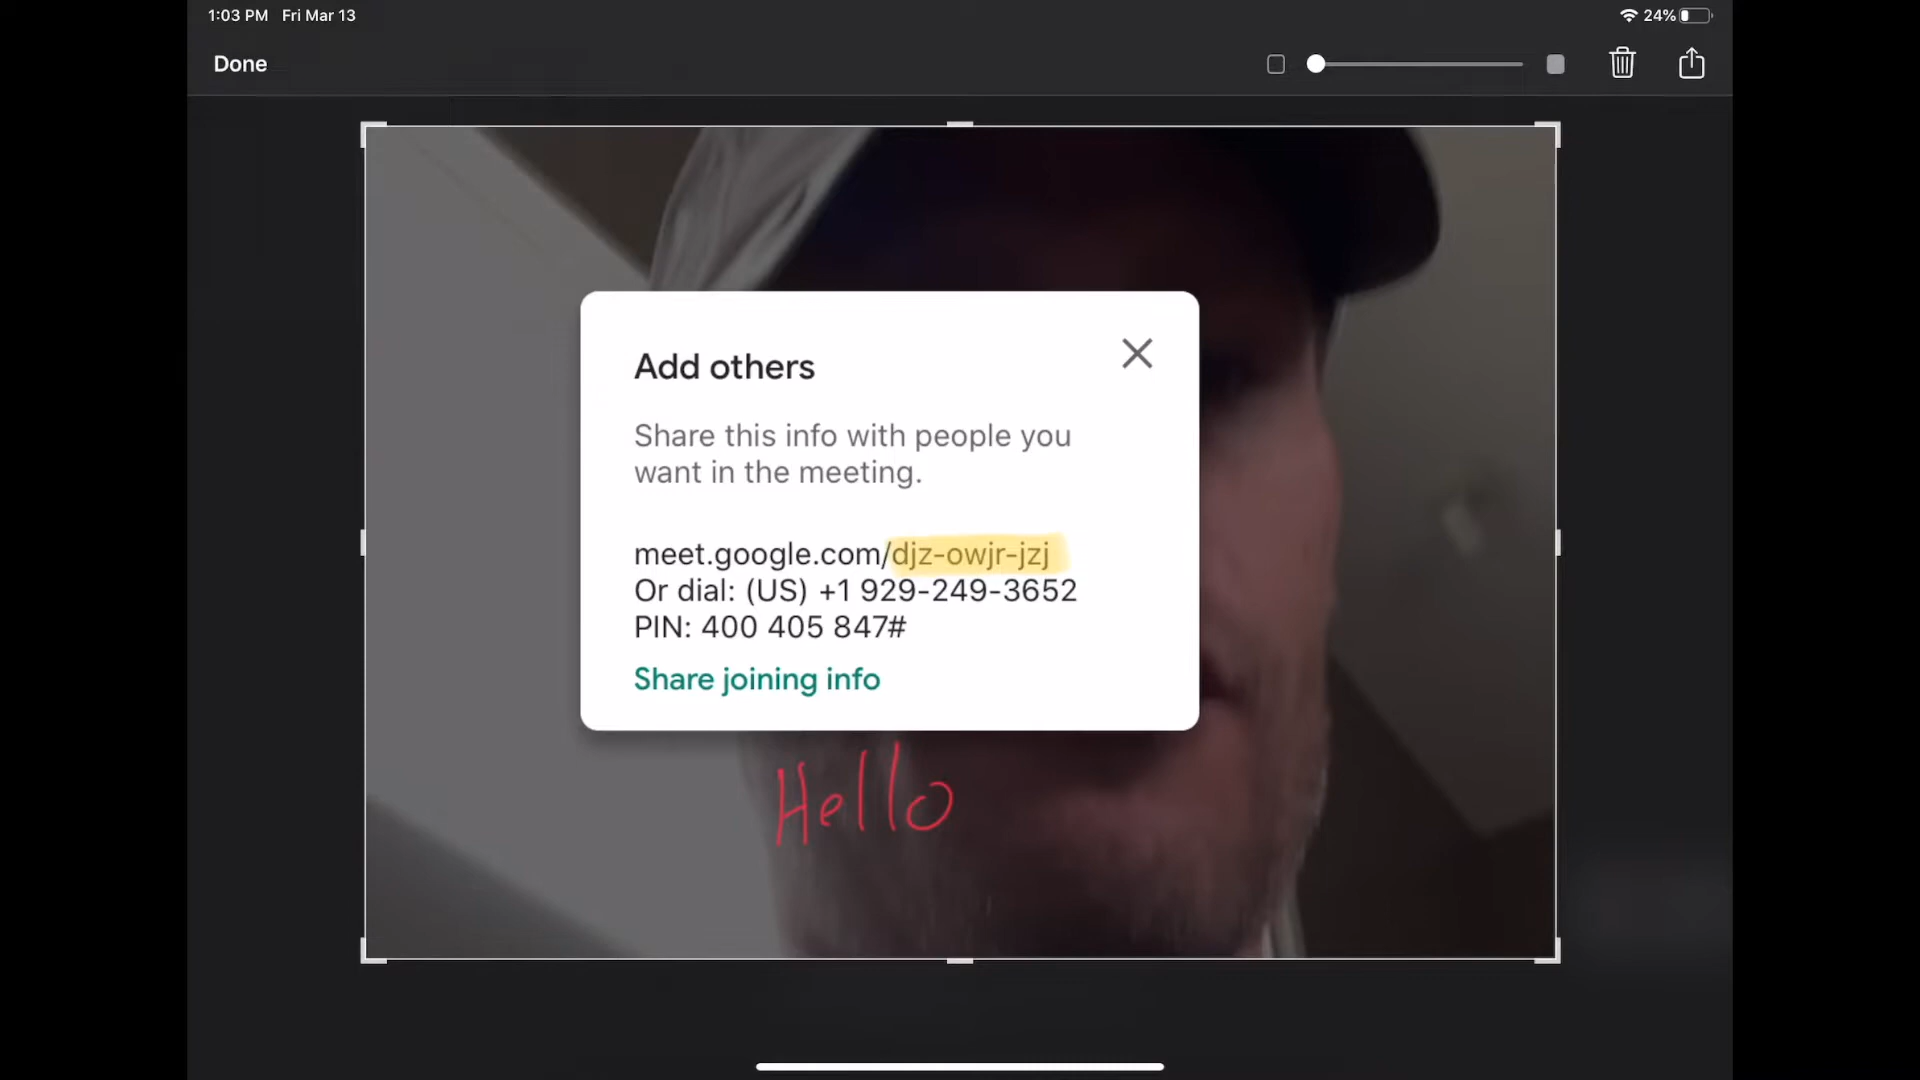 1:03 PM Fri Mar 13
24%
Done
Add others
Share this info with people you
want in the meeting.
meet.google.com/djz-owjr-jzj
Or dial: (US) +1 929-249-3652
PIN: 400 405 847#
Share joining info
Hello